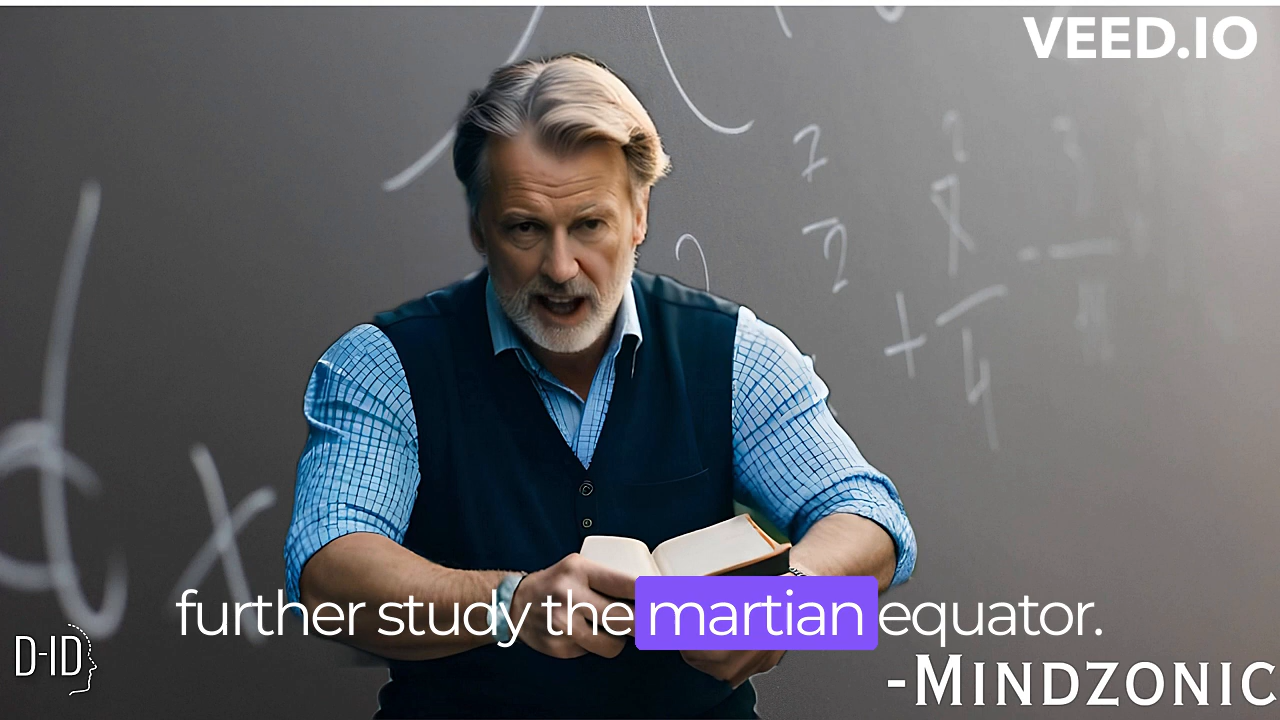 VEED.IO
further study the martian equator.
D-ID
-MINDZONIC